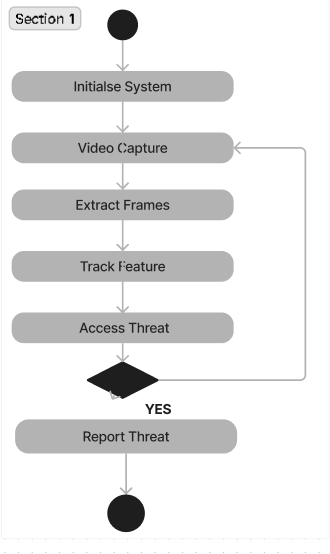 Section 1
Initialse System
Video Capture
Extract Frames
Track Feature
Access Threat
YES
Report Threat